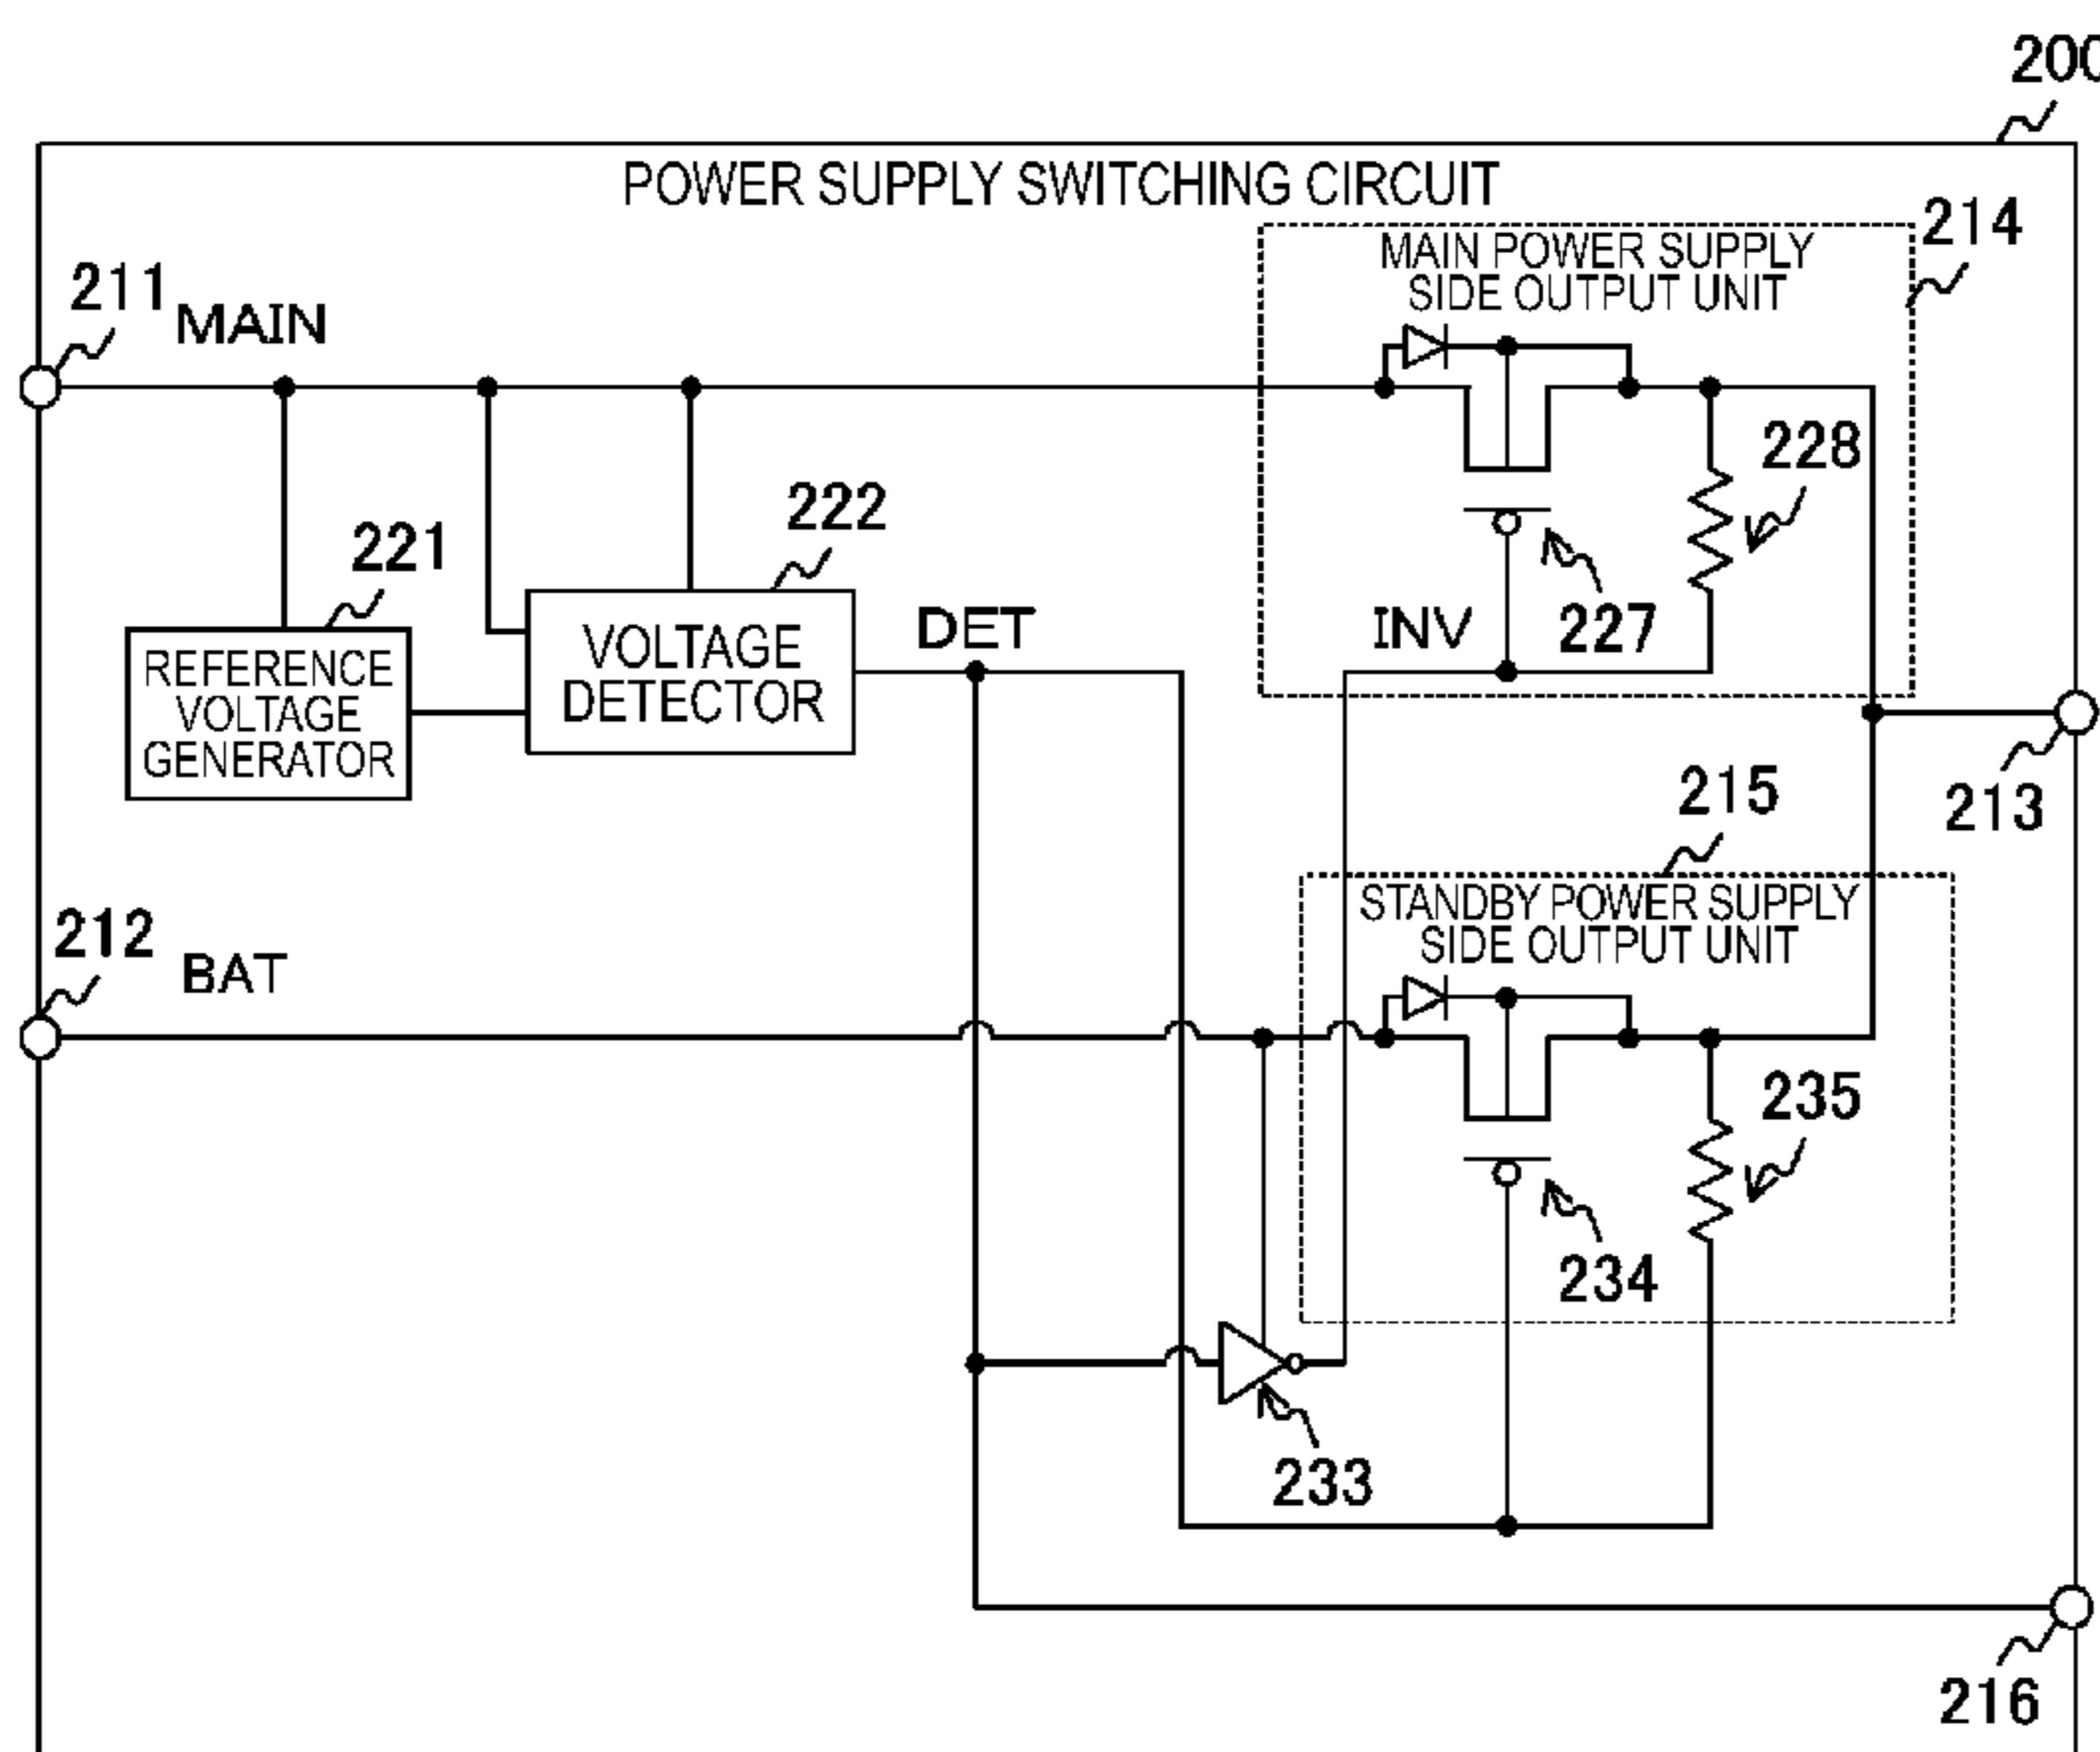 200
POWER SUPPLY SWITCHING CIRCUIT
214
MAIN POWER SUPPLY
SIDE OUTPUT UNIT
211
MAIN
228
222
221
DET
INV
227
REFERENCE
VOLTAGE
GENERATOR
VOLTAGE
DETECTOR
213
215
STANDBY POWER SUPPLY
SIDE OUTPUT UNIT
212
BAT
235
234
233
216